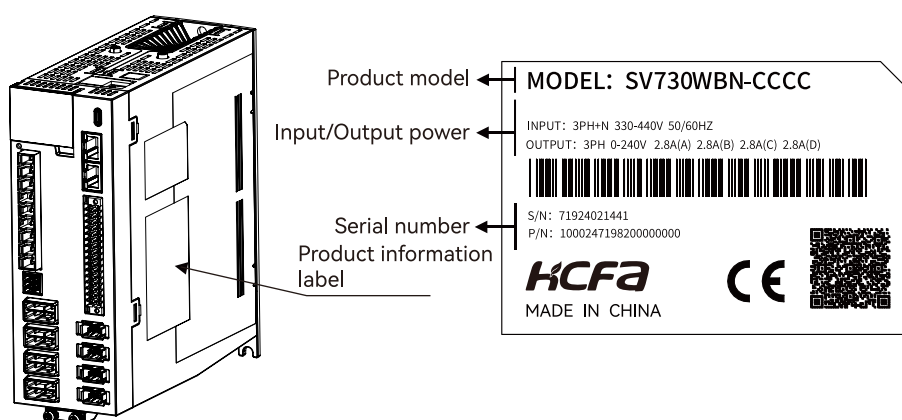 Product model
Input/Output power
Serial number
Product information
label
MODEL: SV730WBN-CCCC
INPUT: 3PH+N 330-440V 50/60HZ
OUTPUT: 3PH 0-240V 2.8A(A) 2.8A(B) 2.8A(C) 2.8A(D)
S/N: 71924021441
P/N: 1000247198200000000
HCFA
CE
MADE IN CHINA